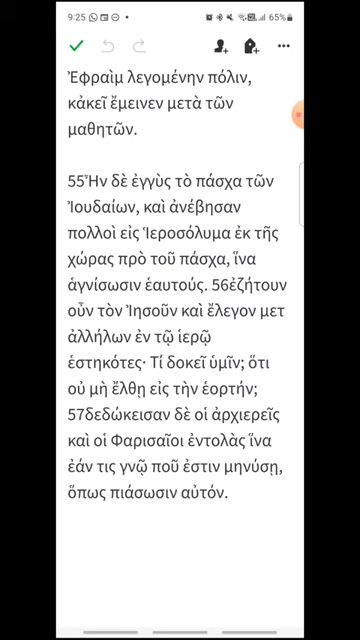 9:25
65%
Ἐφραὶμ λεγομένην πόλιν,
κἀκεῖ ἔμεινεν μετὰ τῶν
μαθητῶν.
55Ἦν δὲ ἐγγὺς τὸ πάσχα τῶν
Ἰουδαίων, καὶ ἀνέβησαν
πολλοὶ εἰς Ἱεροσόλυμα ἐκ τῆς
χώρας πρὸ τοῦ πάσχα, ἵνα
ἁγνίσωσιν ἑαυτούς. 56ἐζήτουν
οὖν τὸν Ἰησοῦν καὶ ἔλεγον μετ
ἀλλήλων ἐν τῷ ἱερῷ
ἑστηκότες· Τί δοκεῖ ὑμῖν; ὅτι
οὐ μὴ ἔλθῃ εἰς τὴν ἑορτήν;
57δεδώκεισαν δὲ οἱ ἀρχιερεῖς
καὶ οἱ Φαρισαῖοι ἐντολὰς ἵνα
ἐάν τις γνῷ ποῦ ἐστιν μηνύσῃ,
ὅπως πιάσωσιν αὐτόν.